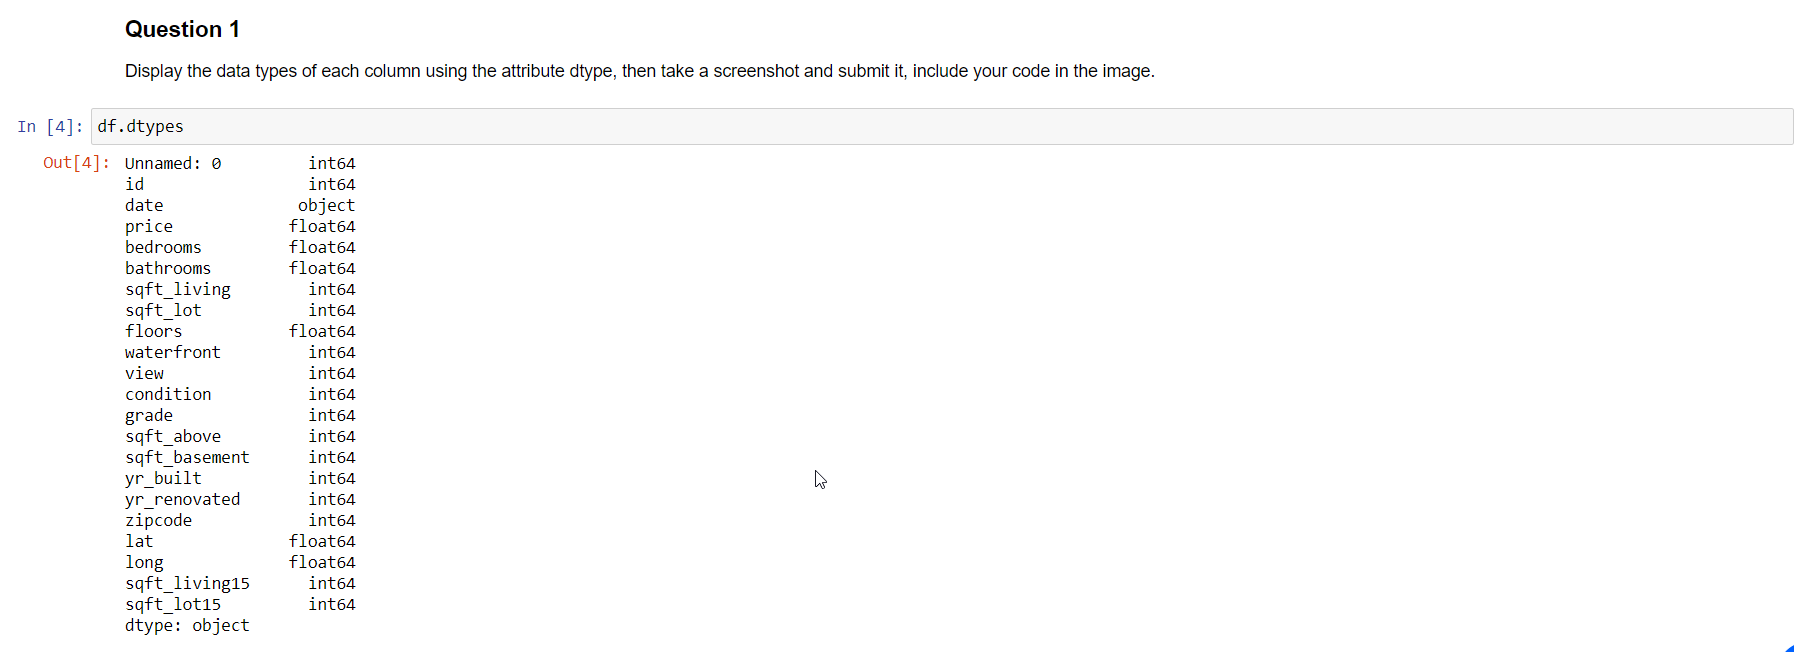 Question 1
Display the data types of each column using the attribute dtype, then take a screenshot and submit it, include your code in the image.
In [4]: df.dtypes
Out[4]: Unnamed: 0 int64
id int64
date object
price float64
bedrooms float64
bathrooms float64
sqft_living int64
sqft_lot int64
floors float64
waterfront int64
view int64
condition int64
grade int64
sqft_above int64
sqft_basement int64
yr_built int64
yr_renovated int64
zipcode int64
lat float64
long float64
sqft_living15 int64
sqft_lot15 int64
dtype: object